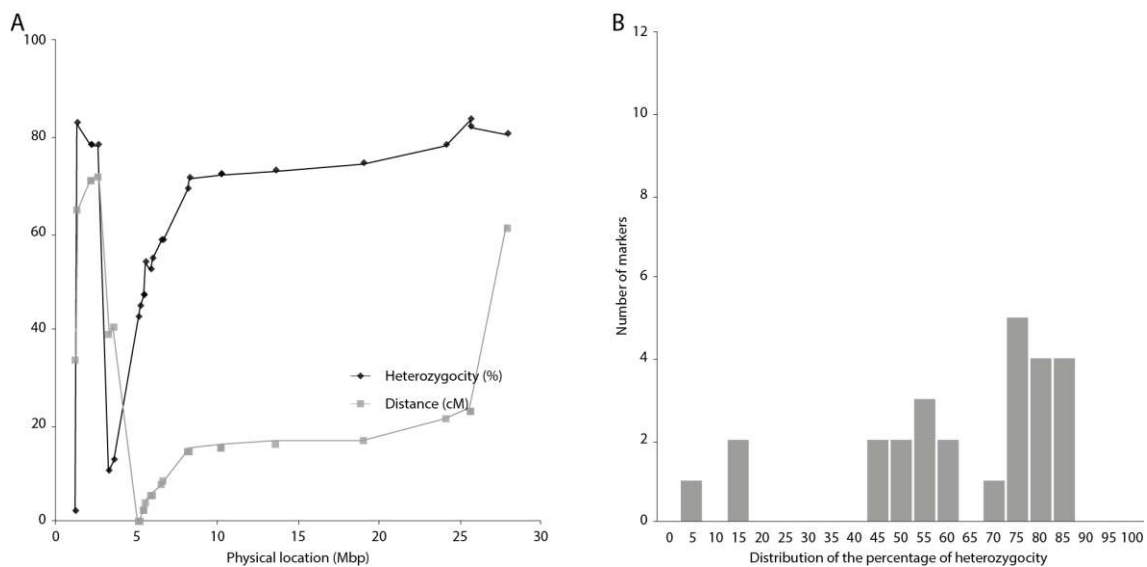 A
100
80
60
40
20
0
0 5 10 15 20 25 30
Physical location (Mbp)
Heterozygocity (%)
Distance (cM)
B
12
10
8
6
4
2
0
Number of markers
0 5 10 15 20 25 30 35 40 45 50 55 60 65 70 75 80 85 90 95 100
Distribution of the percentage of heterozygocity